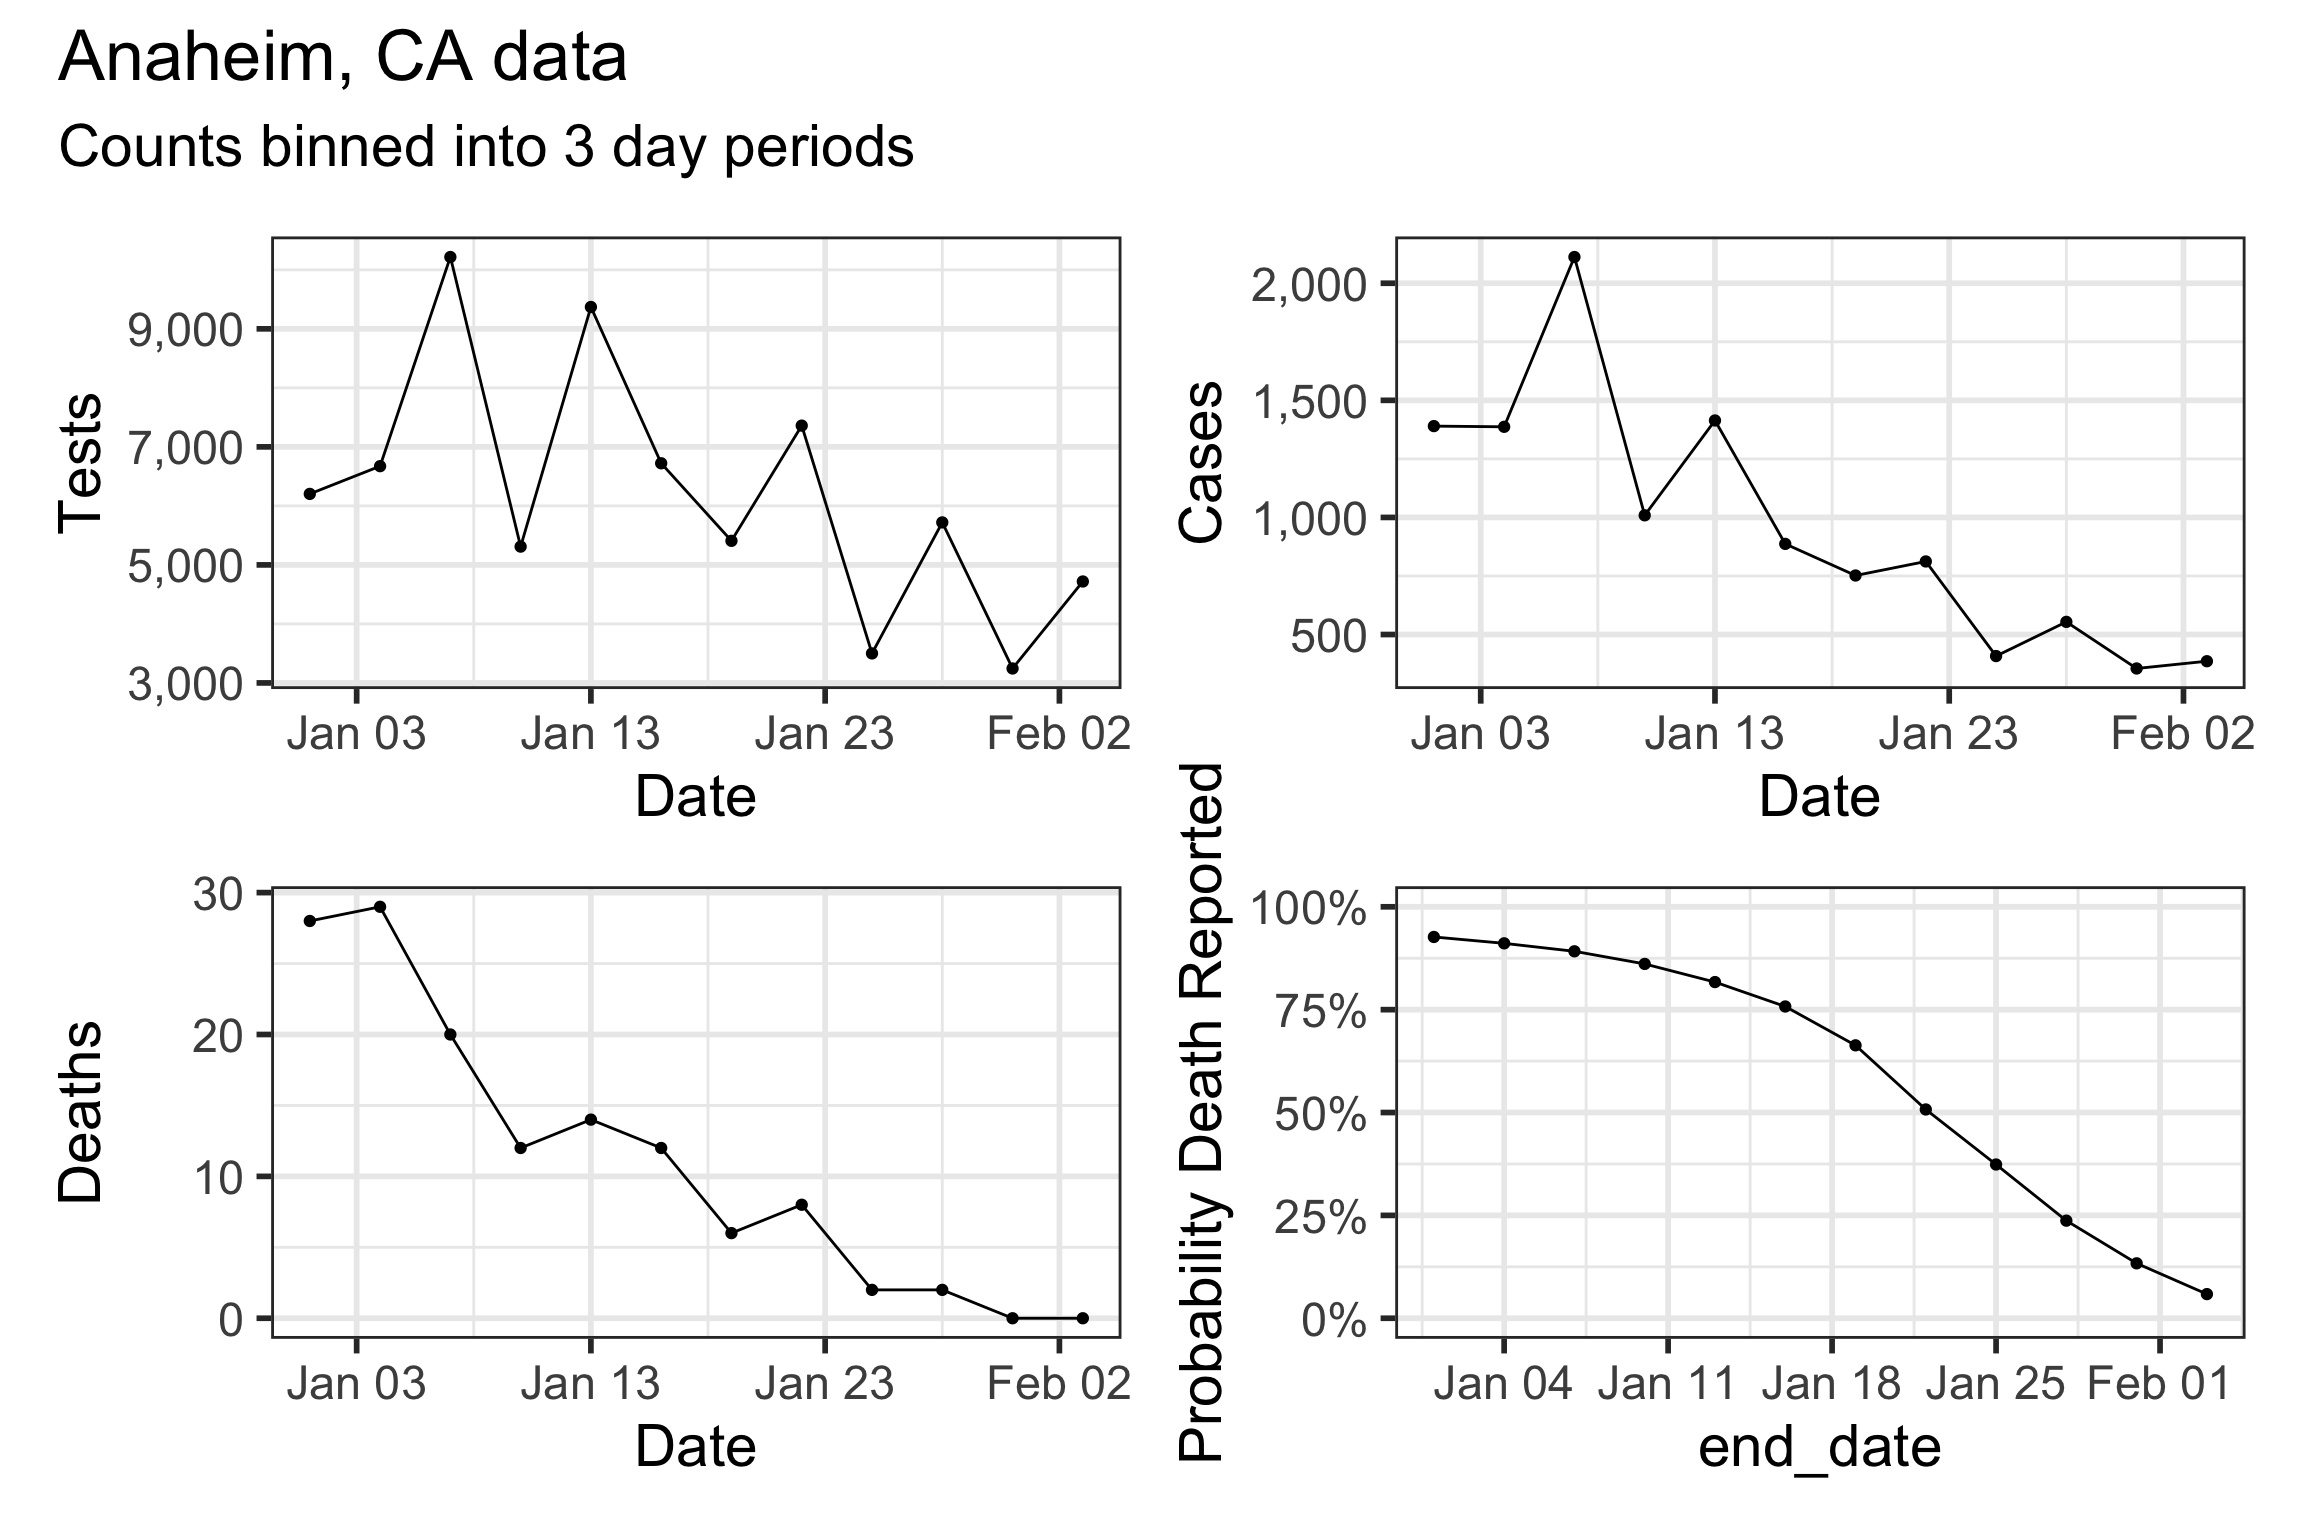 Anaheim, CA data
Counts binned into 3 day periods
Tests
9,000
7,000
5,000
3,000
Jan 03 Jan 13 Jan 23 Feb 02
Date
Cases
2,000
1,500
1,000
500
Jan 03 Jan 13 Jan 23 Feb 02
Date
Deaths
30
20
10
0
Jan 03 Jan 13 Jan 23 Feb 02
Date
Probability Death Reported
100%
75%
50%
25%
0%
Jan 04 Jan 11 Jan 18 Jan 25 Feb 01
end_date